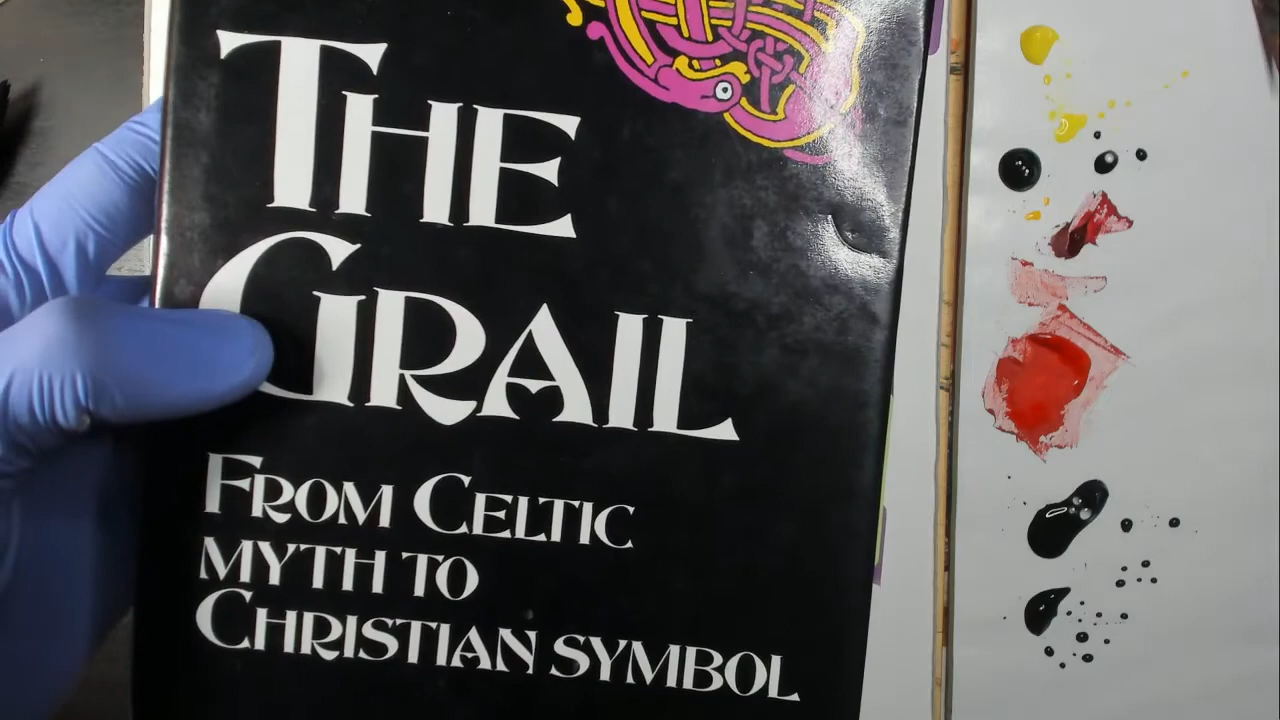 THE
GRAIL
FROM CELTIC
MYTH TO
CHRISTIAN SYMBOL